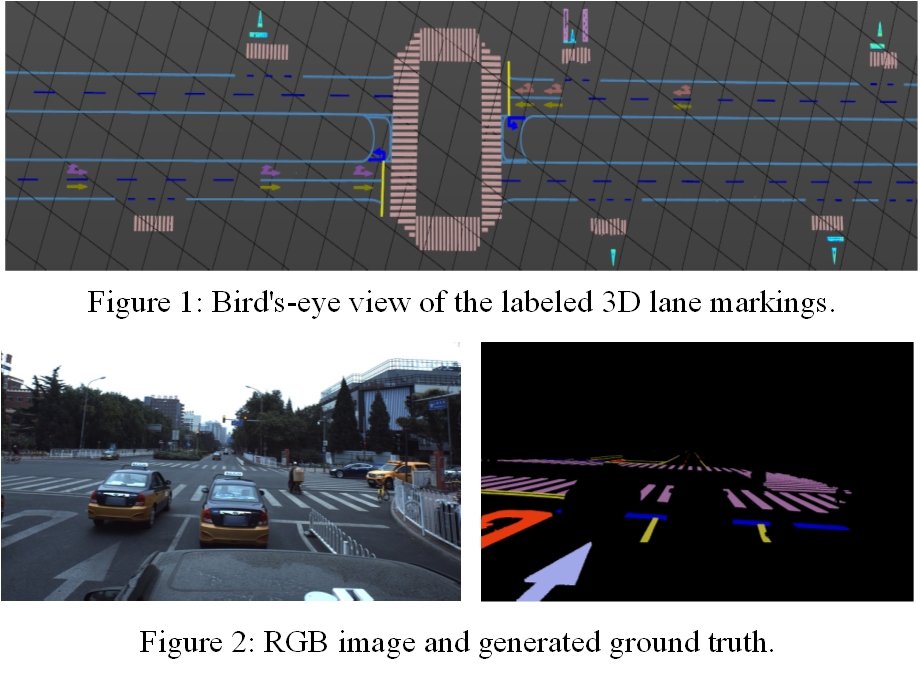 Figure 1: Bird's-eye view of the labeled 3D lane markings.
Figure 2: RGB image and generated ground truth.